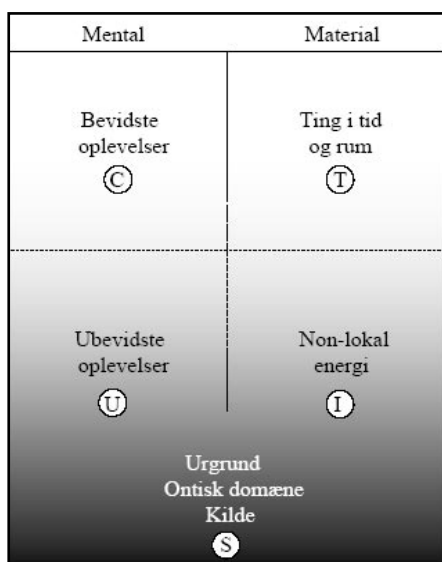 Mental
Material
Bevidste
oplevelser
C
Ting i tid
og rum
T
Ubevidste
oplevelser
U
Non-lokal
energi
I
Urgrund
Ontisk domæne
Kilde
S